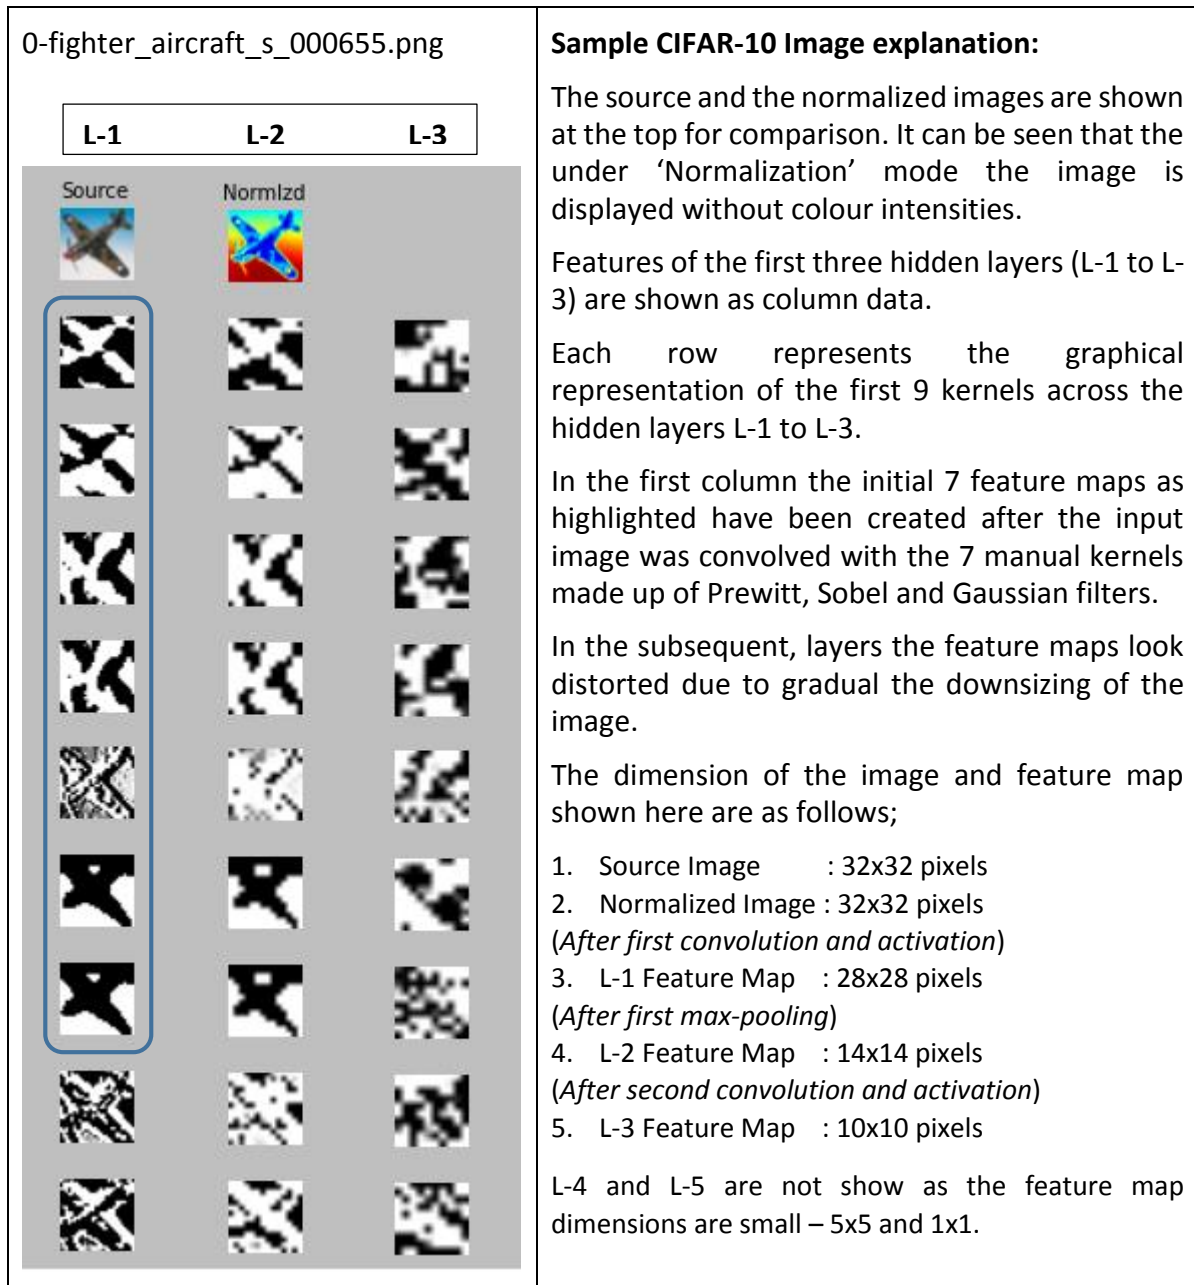 0-fighter_aircraft_s_000655.png
L-1 L-2 L-3
Source Normlzd
Sample CIFAR-10 Image explanation:
The source and the normalized images are shown
at the top for comparison. It can be seen that the
under ‘Normalization’ mode the image is
displayed without colour intensities.
Features of the first three hidden layers (L-1 to L-
3) are shown as column data.
Each row represents the graphical
representation of the first 9 kernels across the
hidden layers L-1 to L-3.
In the first column the initial 7 feature maps as
highlighted have been created after the input
image was convolved with the 7 manual kernels
made up of Prewitt, Sobel and Gaussian filters.
In the subsequent, layers the feature maps look
distorted due to gradual the downsizing of the
image.
The dimension of the image and feature map
shown here are as follows;
1. Source Image : 32x32 pixels
2. Normalized Image : 32x32 pixels
(After first convolution and activation)
3. L-1 Feature Map : 28x28 pixels
(After first max-pooling)
4. L-2 Feature Map : 14x14 pixels
(After second convolution and activation)
5. L-3 Feature Map : 10x10 pixels
L-4 and L-5 are not show as the feature map
dimensions are small – 5x5 and 1x1.